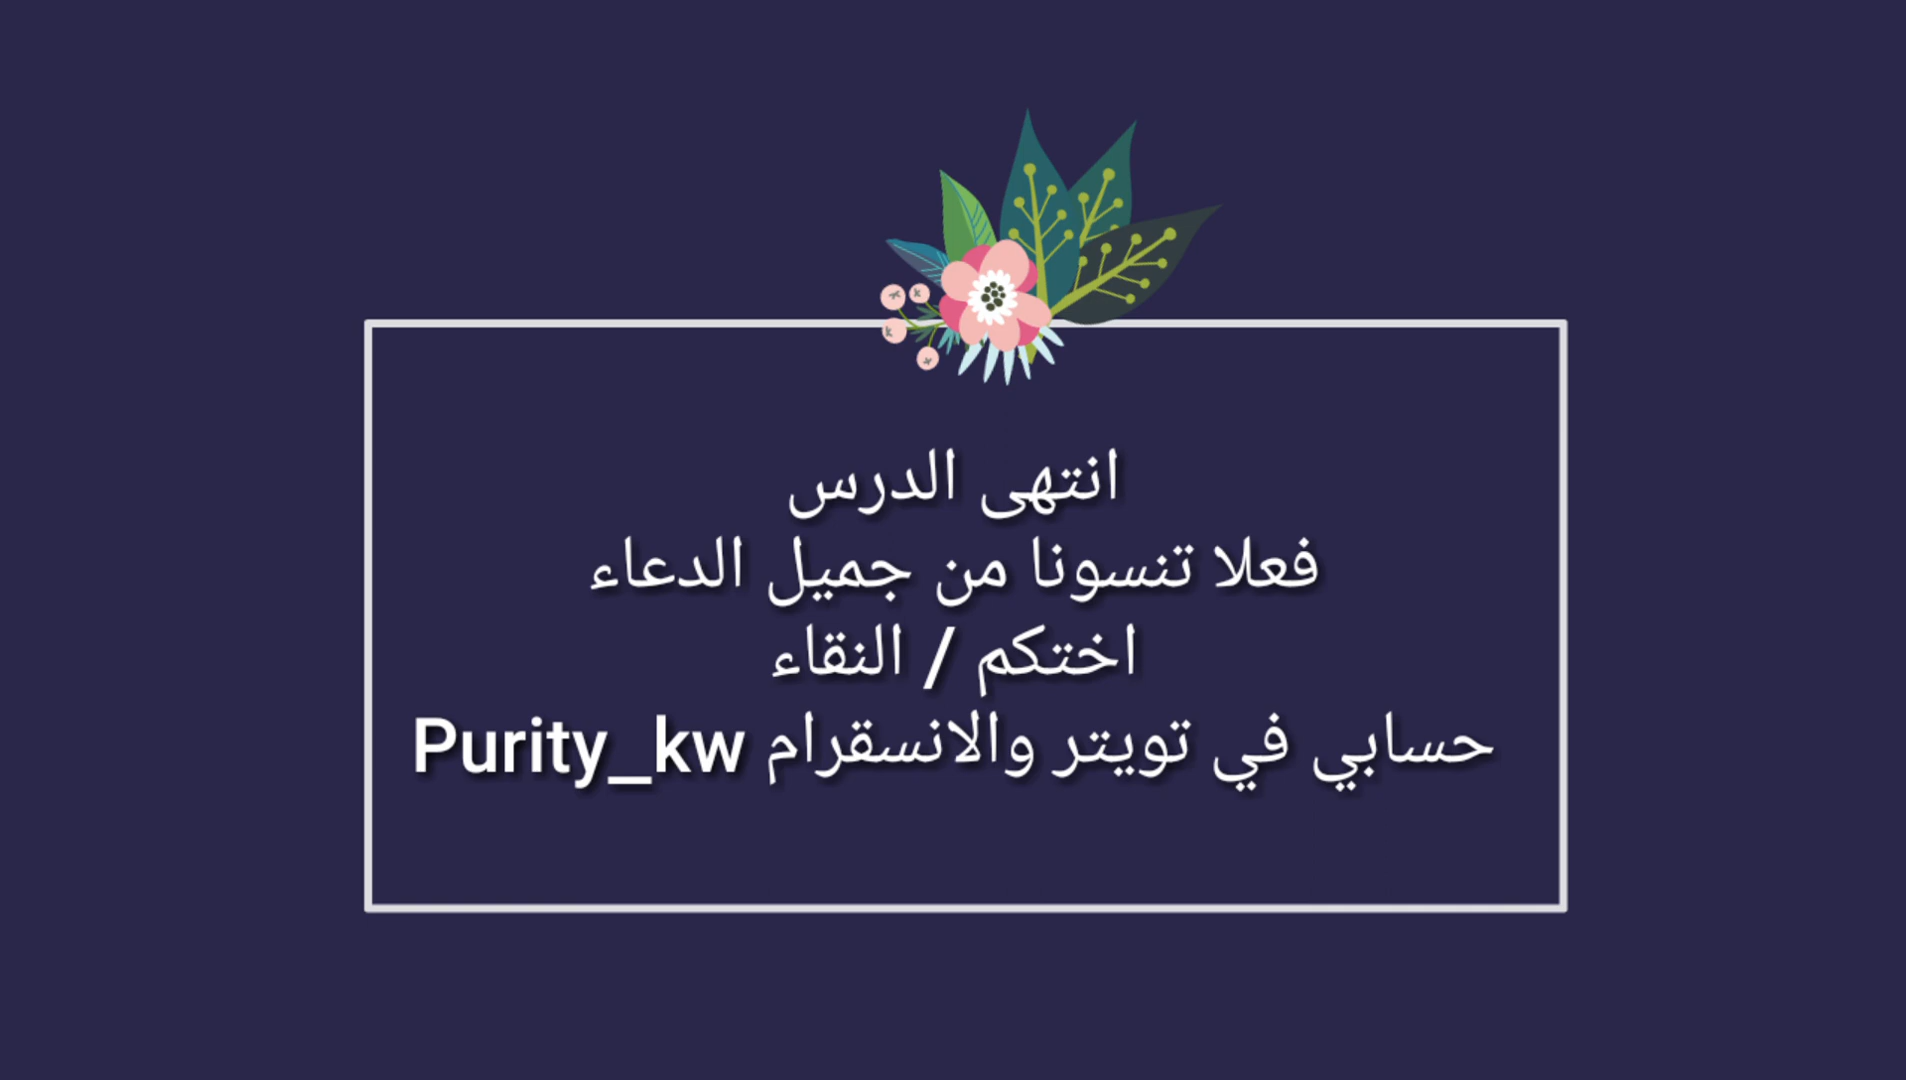 انتهى الدرس
فعلا تنسونا من جميل الدعاء
اختكم / النقاء
حسابي في تويتر والانسقرام Purity_kw